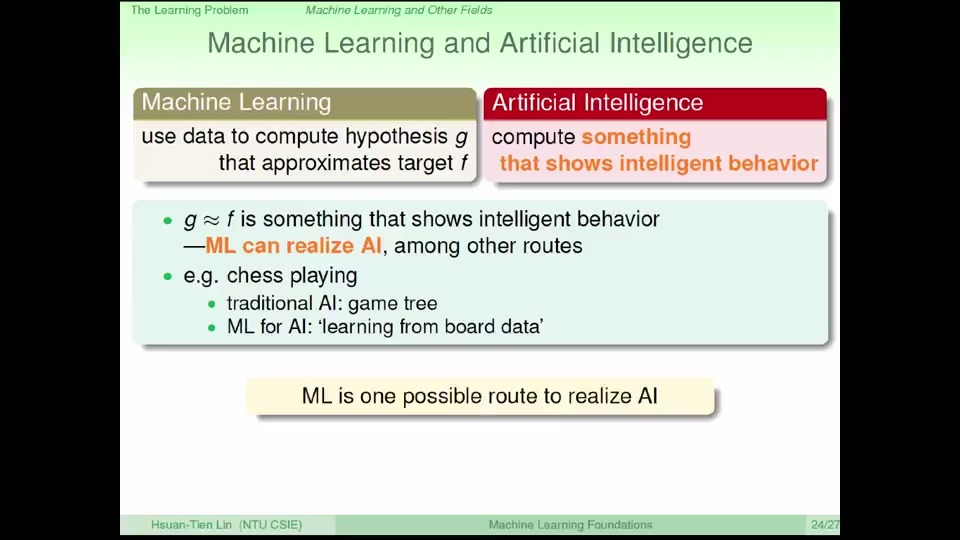 The Learning Problem Machine Learning and Other Fields
Machine Learning and Artificial Intelligence
Machine Learning
use data to compute hypothesis g
that approximates target f
Artificial Intelligence
compute something
that shows intelligent behavior
• g ≈ f is something that shows intelligent behavior
—ML can realize AI, among other routes
• e.g. chess playing
• traditional AI: game tree
• ML for AI: ‘learning from board data’
ML is one possible route to realize AI
Hsuan-Tien Lin (NTU CSIE) Machine Learning Foundations 24/27